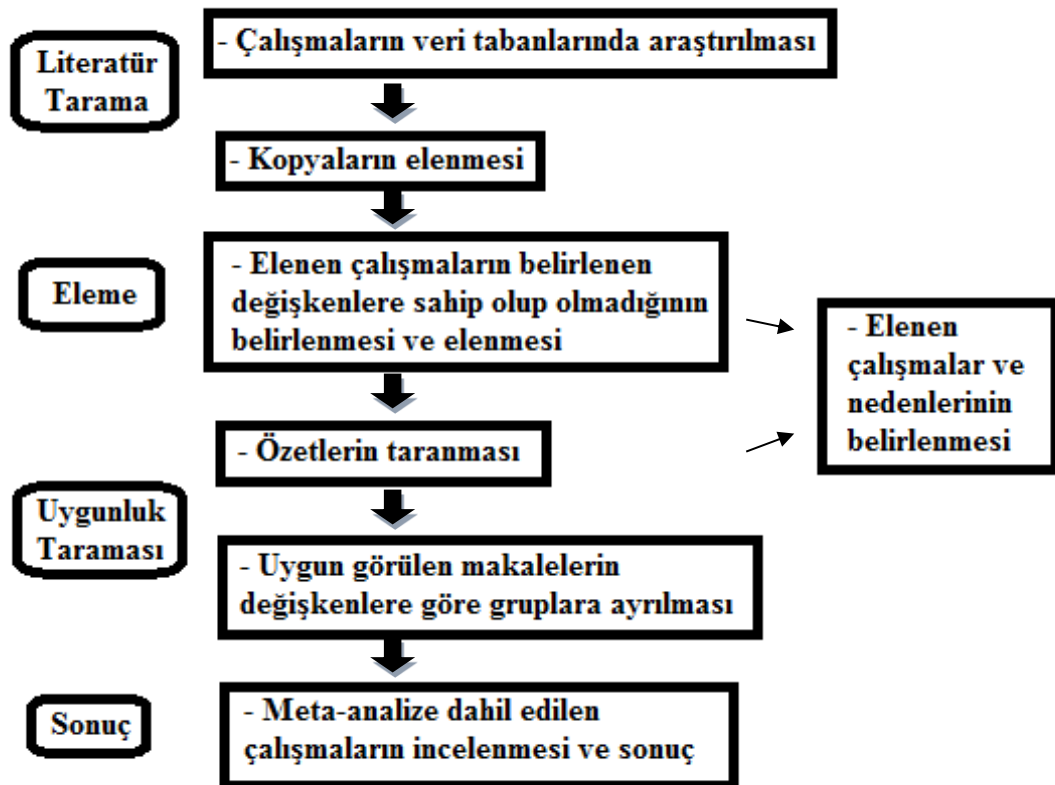 Literatür
Tarama
- Çalışmaların veri tabanlarında araştırılması
- Kopyaların elenmesi
Eleme
- Elenen çalışmaların belirlenen
değişkenlere sahip olup olmadığının
belirlenmesi ve elenmesi
- Elenen
çalışmalar ve
nedenlerinin
belirlenmesi
- Özetlerin taranması
Uygunluk
Taraması
- Uygun görülen makalelerin
değişkenlere göre gruplara ayrılması
Sonuç
- Meta-analize dahil edilen
çalışmaların incelenmesi ve sonuç